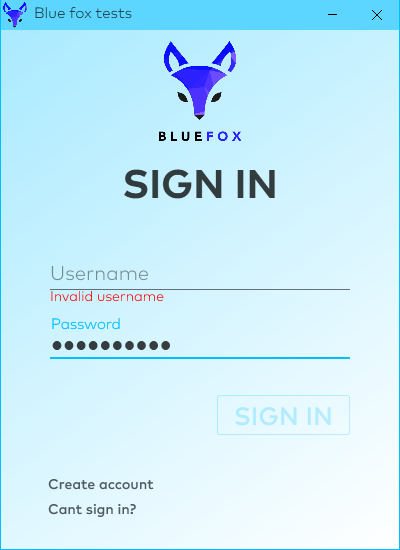 Blue fox tests
BLUEFOX
SIGN IN
Username
Invalid username
Password
●●●●●●●●●●
SIGN IN
Create account
Cant sign in?